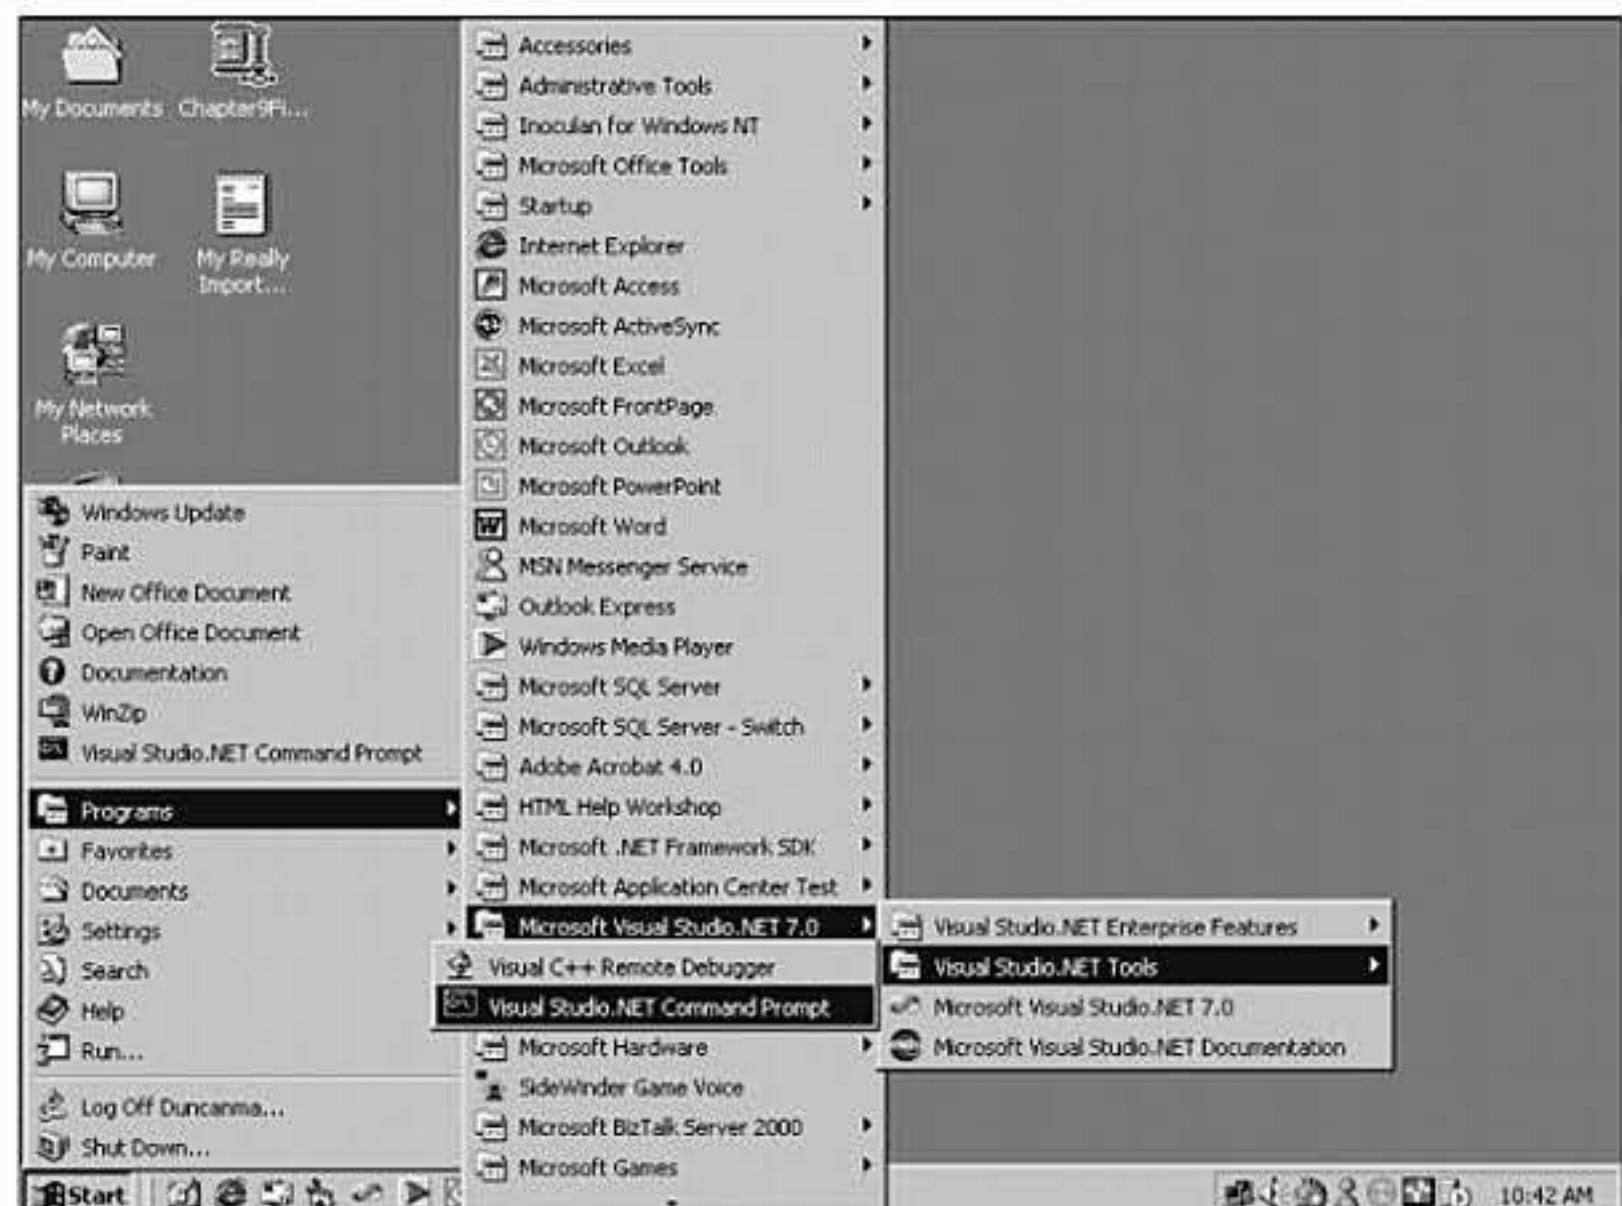 My Documents
Chapter9Fi...
My Computer
My Really
Import...
My Network
Places
Windows Update
Paint
New Office Document
Open Office Document
Documentation
WinZip
Visual Studio.NET Command Prompt
Programs
Favorites
Documents
Settings
Search
Help
Run...
Log Off Duncanma...
Shut Down...
Start
Accessories
Administrative Tools
Inoculan for Windows NT
Microsoft Office Tools
Startup
Internet Explorer
Microsoft Access
Microsoft ActiveSync
Microsoft Excel
Microsoft FrontPage
Microsoft Outlook
Microsoft PowerPoint
Microsoft Word
MSN Messenger Service
Outlook Express
Windows Media Player
Microsoft SQL Server
Microsoft SQL Server - Switch
Adobe Acrobat 4.0
HTML Help Workshop
Microsoft .NET Framework SDK
Microsoft Application Center Test
Microsoft Visual Studio.NET 7.0
Visual C++ Remote Debugger
Visual Studio.NET Command Prompt
Microsoft Hardware
SideWinder Game Voice
Microsoft BizTalk Server 2000
Microsoft Games
Visual Studio.NET Enterprise Features
Visual Studio.NET Tools
Microsoft Visual Studio.NET 7.0
Microsoft Visual Studio.NET Documentation
10:42 AM